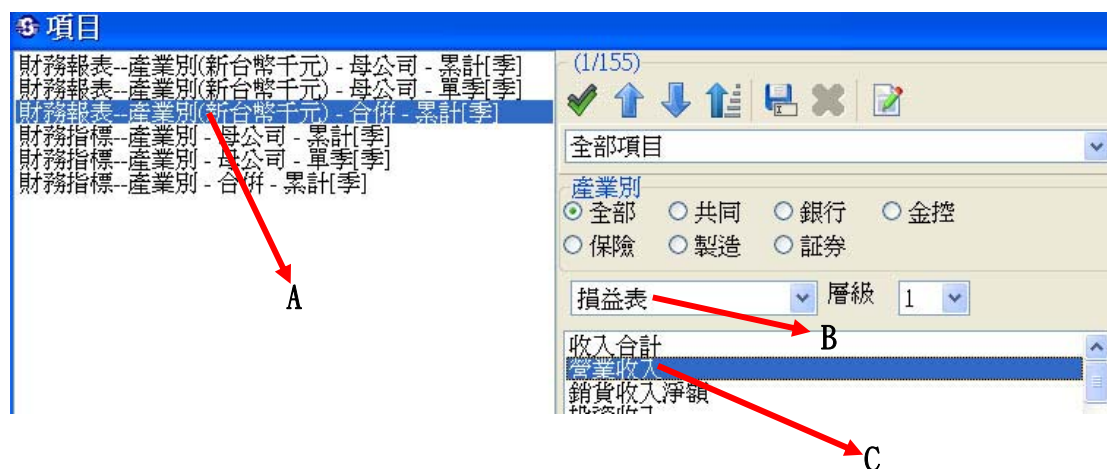 項目
財務報表--產業別(新台幣千元) - 母公司 - 累計[季]
財務報表--產業別(新台幣千元) - 母公司 - 單季[季]
財務報表--產業別(新台幣千元) - 合併 - 累計[季]
財務指標--產業別 - 母公司 - 累計[季]
財務指標--產業別 - 母公司 - 單季[季]
財務指標--產業別 - 合併 - 累計[季]
A
(1/155)
全部項目
產業別
全部 共同 銀行 金控
保險 製造 証券
損益表 層級 1
B
收入合計
營業收入
銷貨收入淨額
C